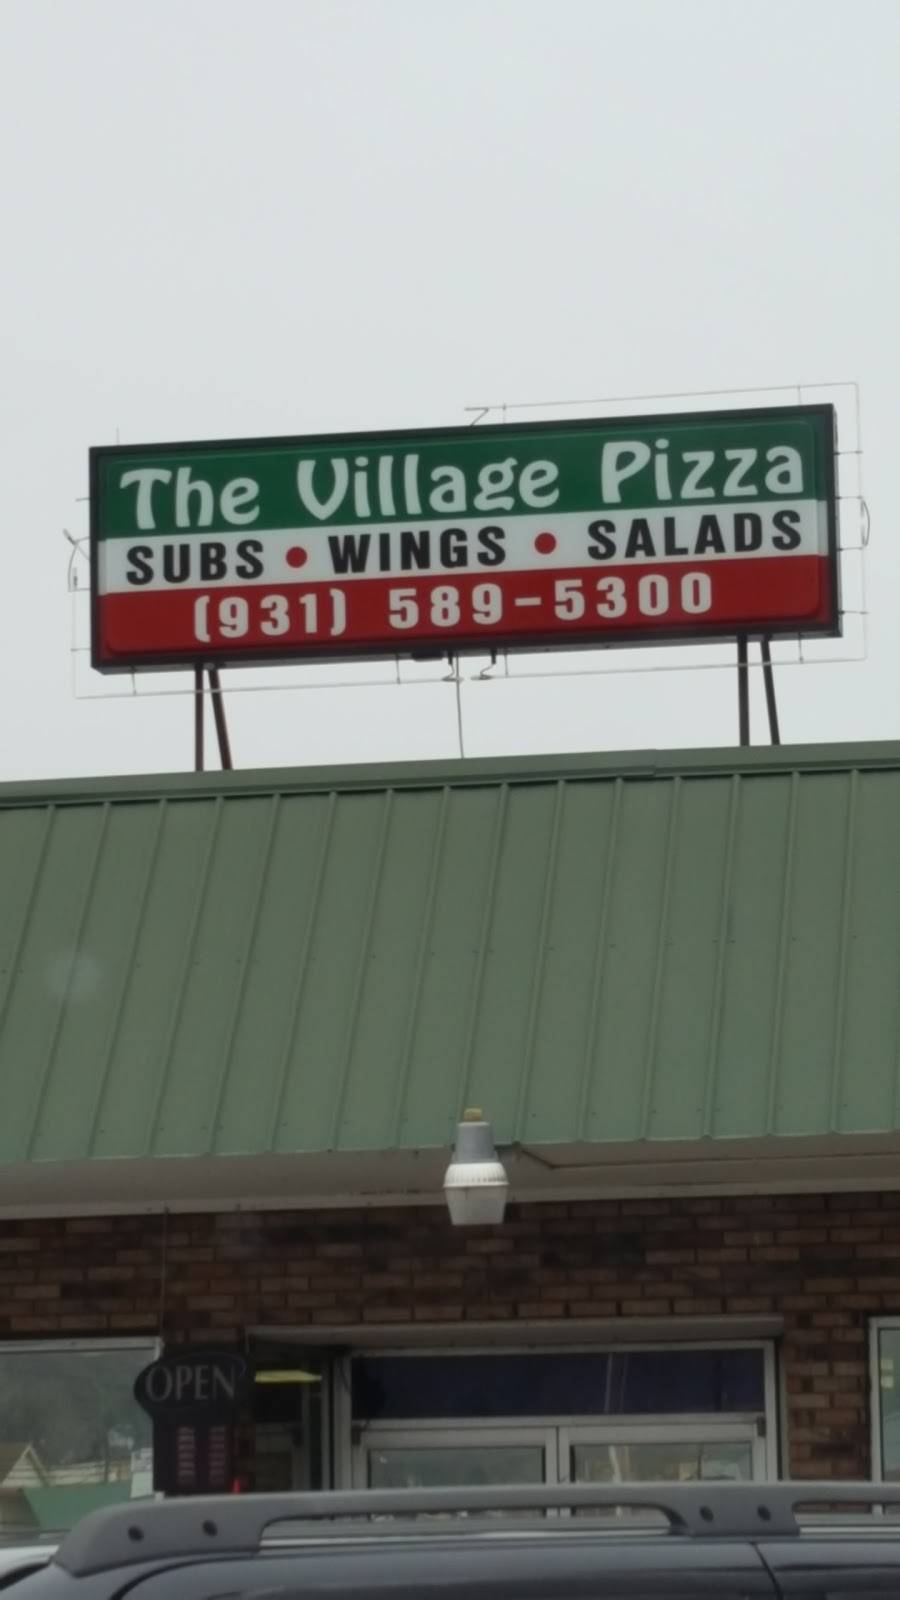 The Village Pizza
SUBS • WINGS • SALADS
(931) 589-5300
OPEN